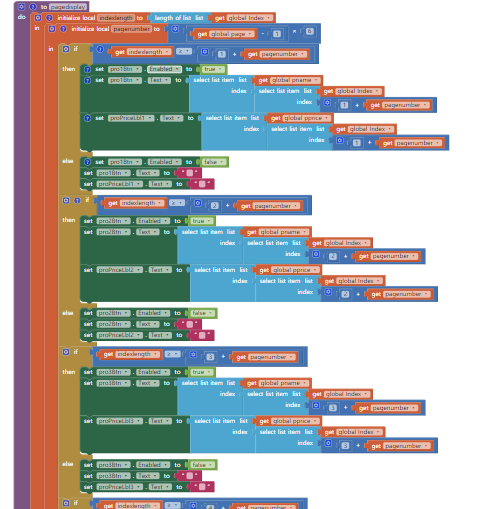 to pagedisplay
do initialize local indexlength to length of list list get global Index
in initialize local pagenumber to get global page - 1 × 6
in if get indexlength ≥ 1 + get pagenumber
then set pro1Btn . Enabled to true
set pro1Btn . Text to select list item list get global pname
index select list item list get global Index
index 1 + get pagenumber
set proPriceLbl1 . Text to select list item list get global pprice
index select list item list get global Index
index 1 + get pagenumber
else set pro1Btn . Enabled to false
set pro1Btn . Text to " "
set proPriceLbl1 . Text to " "
if get indexlength ≥ 2 + get pagenumber
then set pro2Btn . Enabled to true
set pro2Btn . Text to select list item list get global pname
index select list item list get global Index
index 2 + get pagenumber
set proPriceLbl2 . Text to select list item list get global pprice
index select list item list get global Index
index 2 + get pagenumber
else set pro2Btn . Enabled to false
set pro2Btn . Text to " "
set proPriceLbl2 . Text to " "
if get indexlength ≥ 3 + get pagenumber
then set pro3Btn . Enabled to true
set pro3Btn . Text to select list item list get global pname
index select list item list get global Index
index 3 + get pagenumber
set proPriceLbl3 . Text to select list item list get global pprice
index select list item list get global Index
index 3 + get pagenumber
else set pro3Btn . Enabled to false
set pro3Btn . Text to " "
set proPriceLbl3 . Text to " "
if get indexlength ≥ + get pagenumber